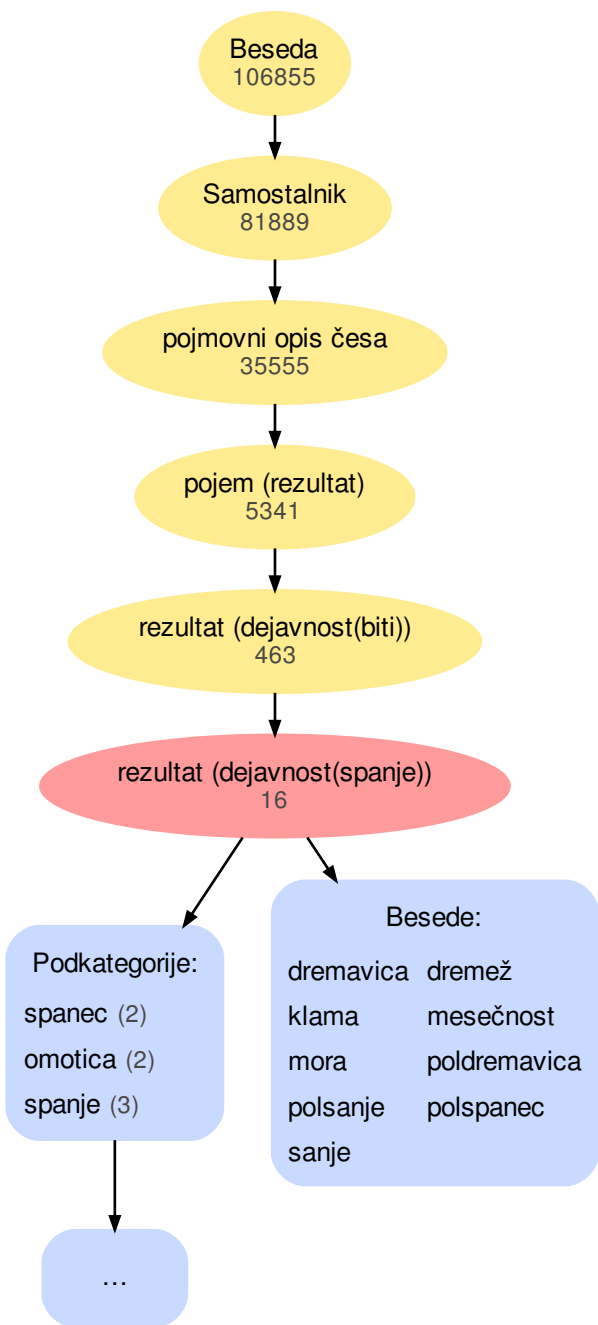 Beseda
106855
Samostalnik
81889
pojmovni opis česa
35555
pojem (rezultat)
5341
rezultat (dejavnost(biti))
463
rezultat (dejavnost(spanje))
16
Podkategorije:
spanec (2)
omotica (2)
spanje (3)
...
Besede:
dremavica dremež
klama mesečnost
mora poldremavica
polsanje polspanec
sanje